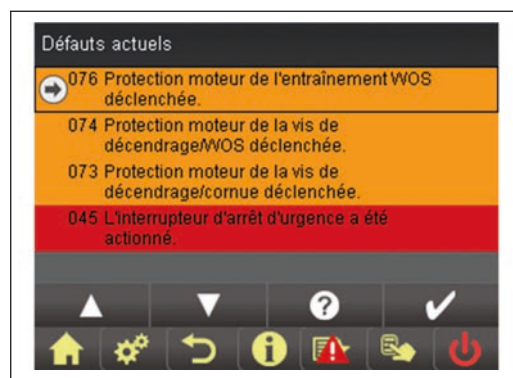 Défauts actuels
076 Protection moteur de l'entraînement WOS
déclenchée.
074 Protection moteur de la vis de
décendrage/WOS déclenchée.
073 Protection moteur de la vis de
décendrage/cornue déclenchée.
045 L'interrupteur d'arrêt d'urgence a été
actionné.